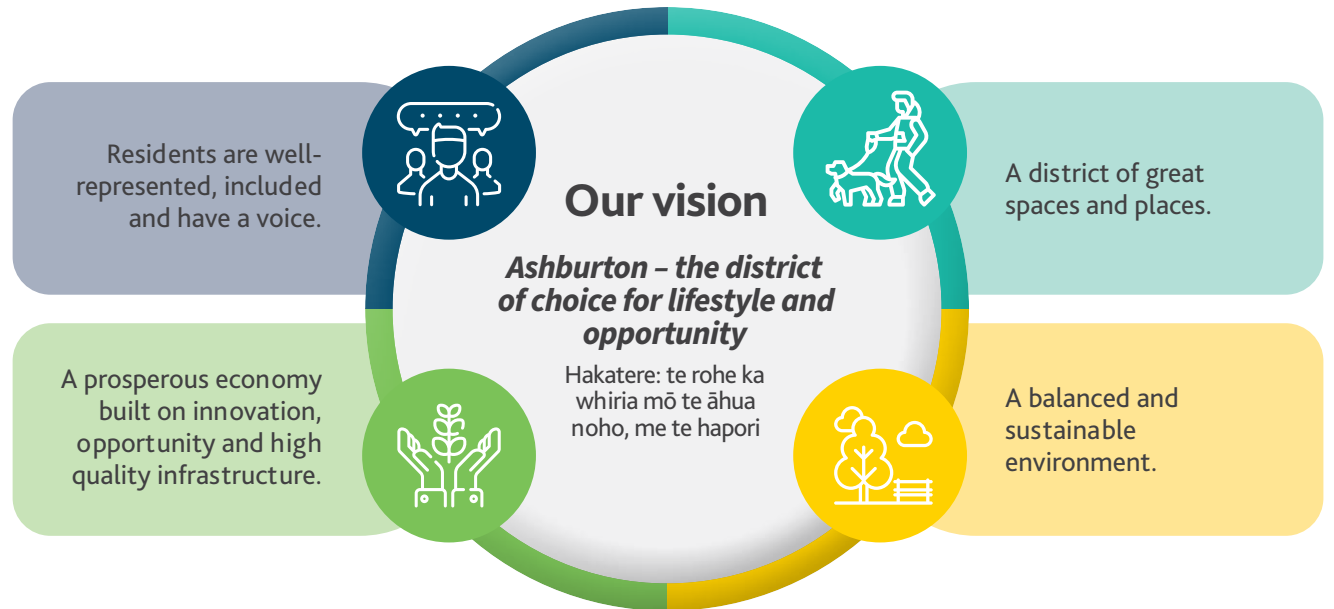 Residents are well-
represented, included
and have a voice.
A prosperous economy
built on innovation,
opportunity and high
quality infrastructure.
Our vision
Ashburton – the district
of choice for lifestyle and
opportunity
Hakatere: te rohe ka
whiria mō te āhua
noho, me te hapori
A district of great
spaces and places.
A balanced and
sustainable
environment.